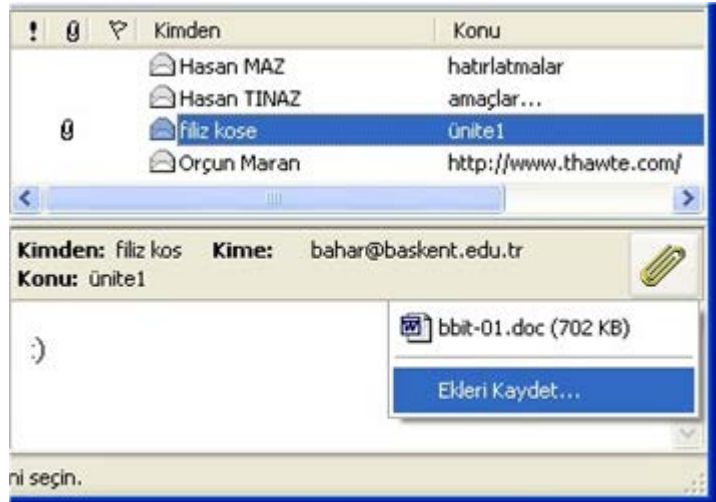 ! Kimden Konu
Hasan MAZ hatırlatmalar
Hasan TINAZ amaçlar...
filiz kose ünite1
Orçun Maran http://www.thawte.com/
Kimden: filiz kos Kime: bahar@baskent.edu.tr
Konu: ünite1
bbit-01.doc (702 KB)
:)
Ekleri Kaydet...
ni seçin.